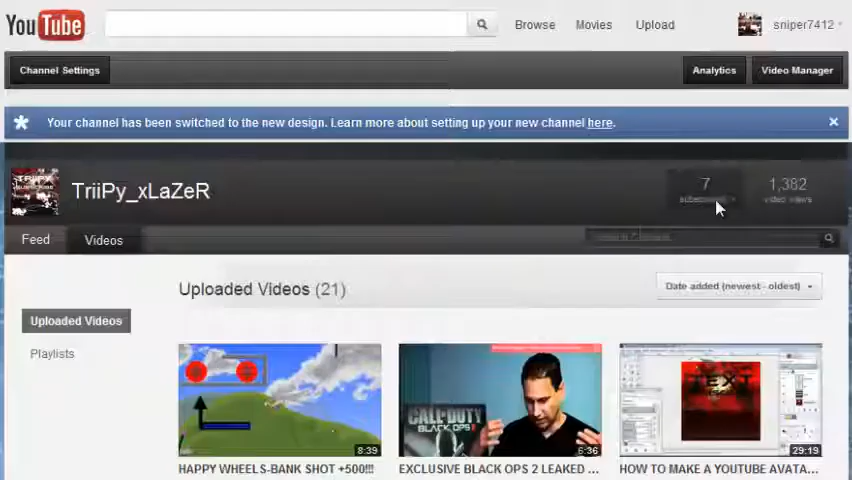 YouTube
Browse
Movies
Upload
sniper7412
Channel Settings
Analytics
Video Manager
Your channel has been switched to the new design. Learn more about setting up your new channel here.
TriiPy_xLaZeR
7
1,382
video views
Feed
Videos
Uploaded Videos (21)
Date added (newest - oldest)
Uploaded Videos
Playlists
CALL OF DUTY
BLACK OPS
TEXT
8:39
6:36
29:19
HAPPY WHEELS-BANK SHOT +500!!!
EXCLUSIVE BLACK OPS 2 LEAKED ...
HOW TO MAKE A YOUTUBE AVATA...